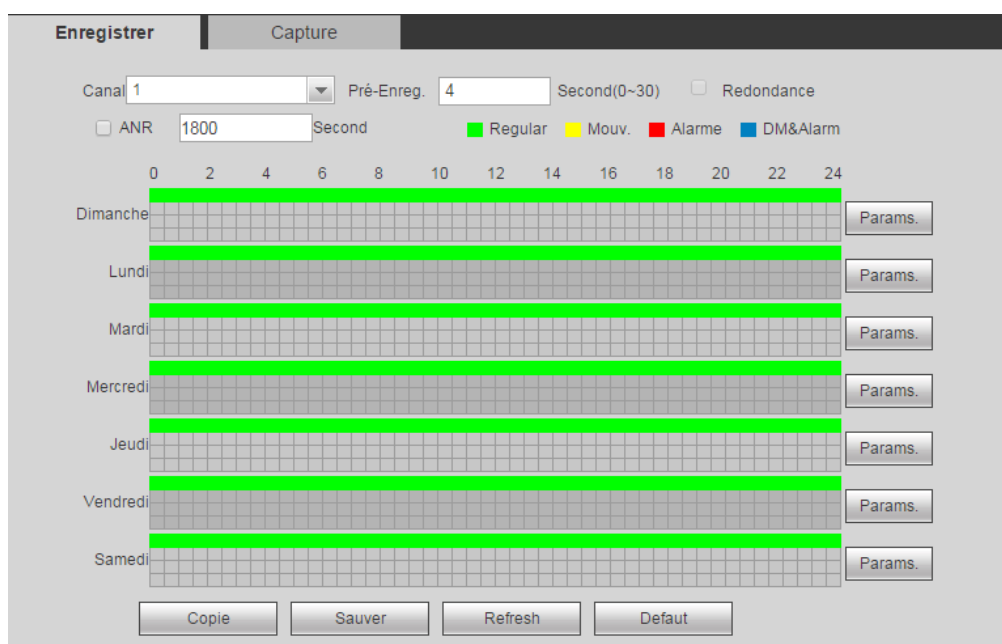 Enregistrer Capture
Canal 1 Pré-Enreg. 4 Second(0~30) Redondance
ANR 1800 Second Regular Mouv. Alarme DM&Alarm
0 2 4 6 8 10 12 14 16 18 20 22 24
Dimanche Params.
Lundi Params.
Mardi Params.
Mercredi Params.
Jeudi Params.
Vendredi Params.
Samedi Params.
Copie Sauver Refresh Defaut